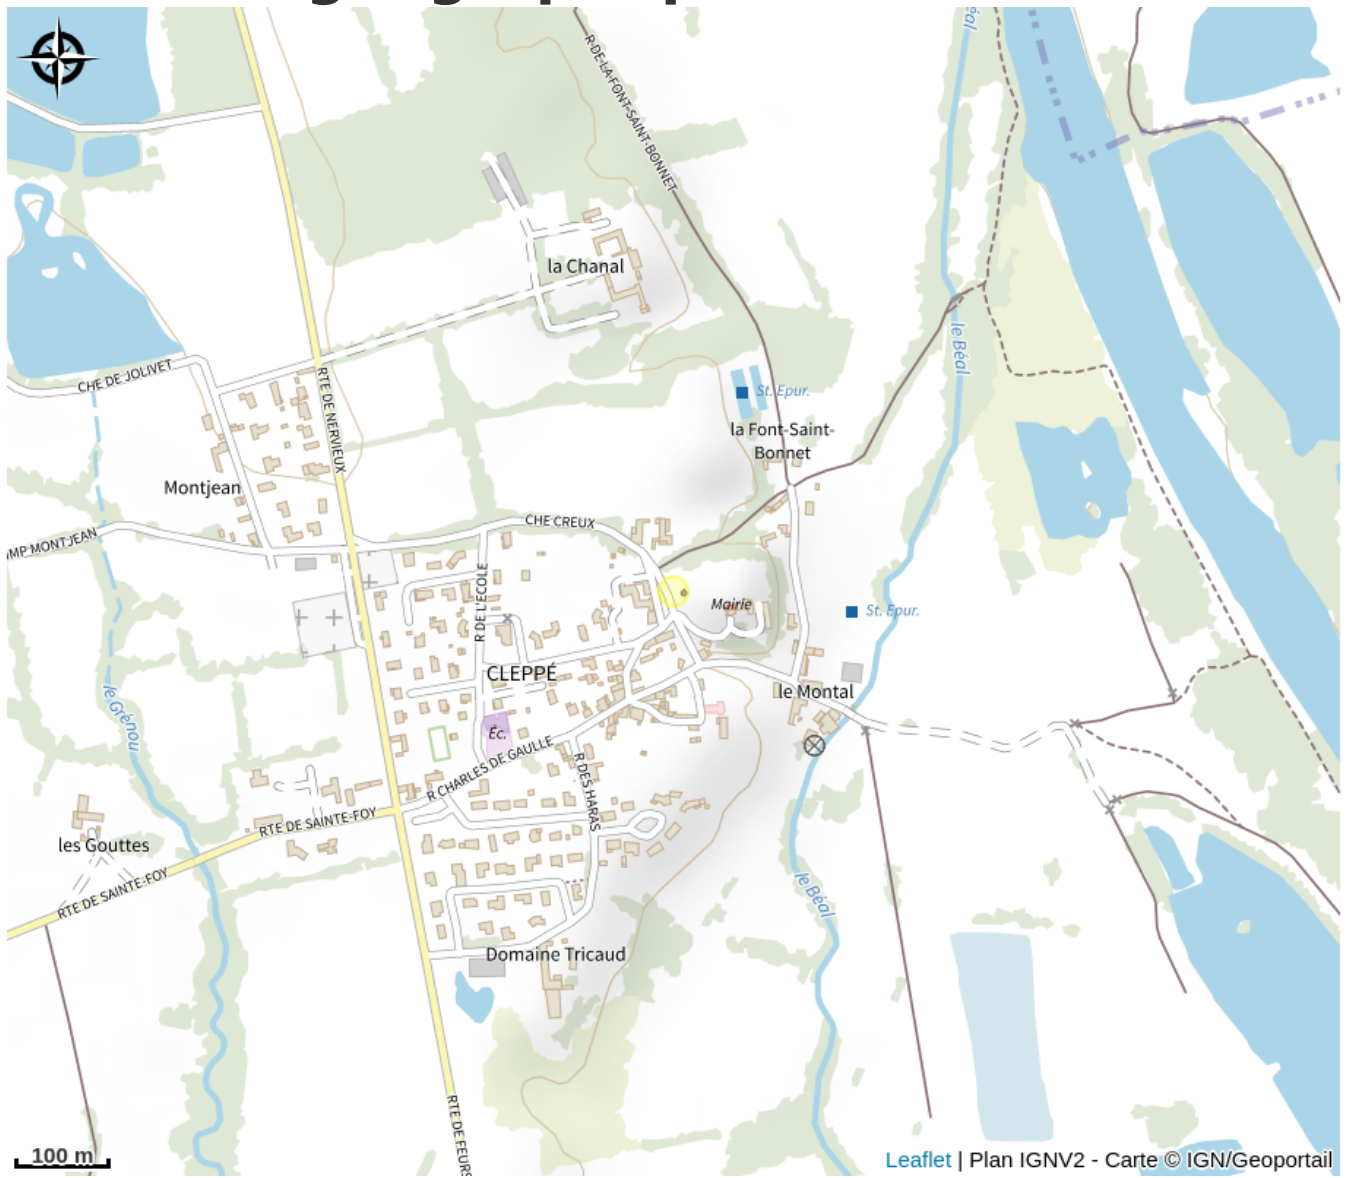 le Béal
R DE LA FONT-SAINT-BONNET
la Chanal
le Béal
CHE DE JOLIVET
RTE DE NERVIEUX
St. Epur.
la Font-Saint-
Bonnet
Montjean
CHE CREUX
MP MONTJEAN
R DE L'ECOLE
Mairie
St. Epur.
CLEPPÉ
le Montal
le Grénou
Éc.
R CHARLES DE GAULLE
R DES HARAS
RTE DE SAINTE-FOY
les Gouttes
RTE DE SAINTE-FOY
le Béal
Domaine Tricaud
RTE DE FEURS
100 m
Leaflet | Plan IGNV2 - Carte © IGN/Geoportail